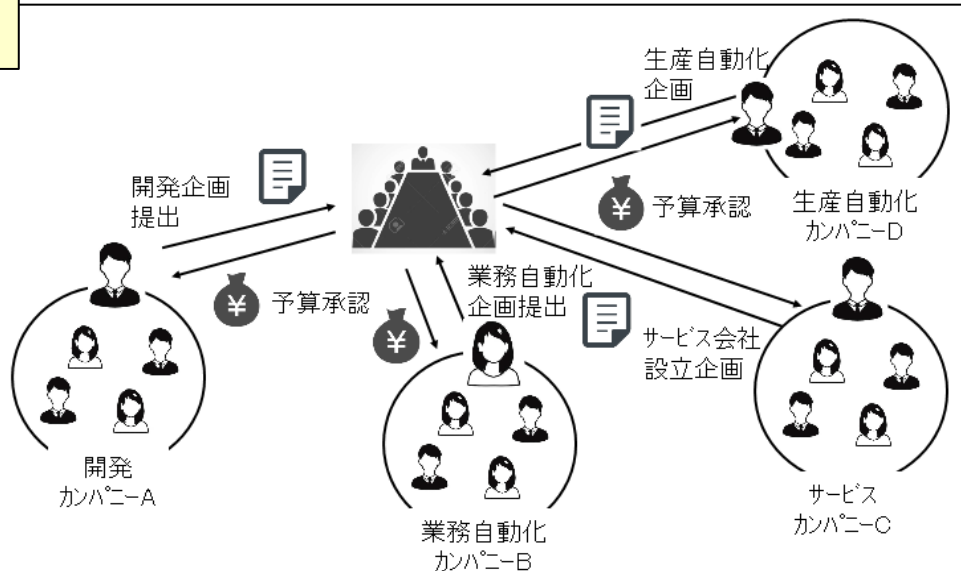 生産自動化
企画
開発企画
提出
¥
予算承認
生産自動化
カンパニーD
業務自動化
企画提出
¥
予算承認
¥
サービス会社
設立企画
開発
カンパニーA
業務自動化
カンパニーB
サービス
カンパニーC